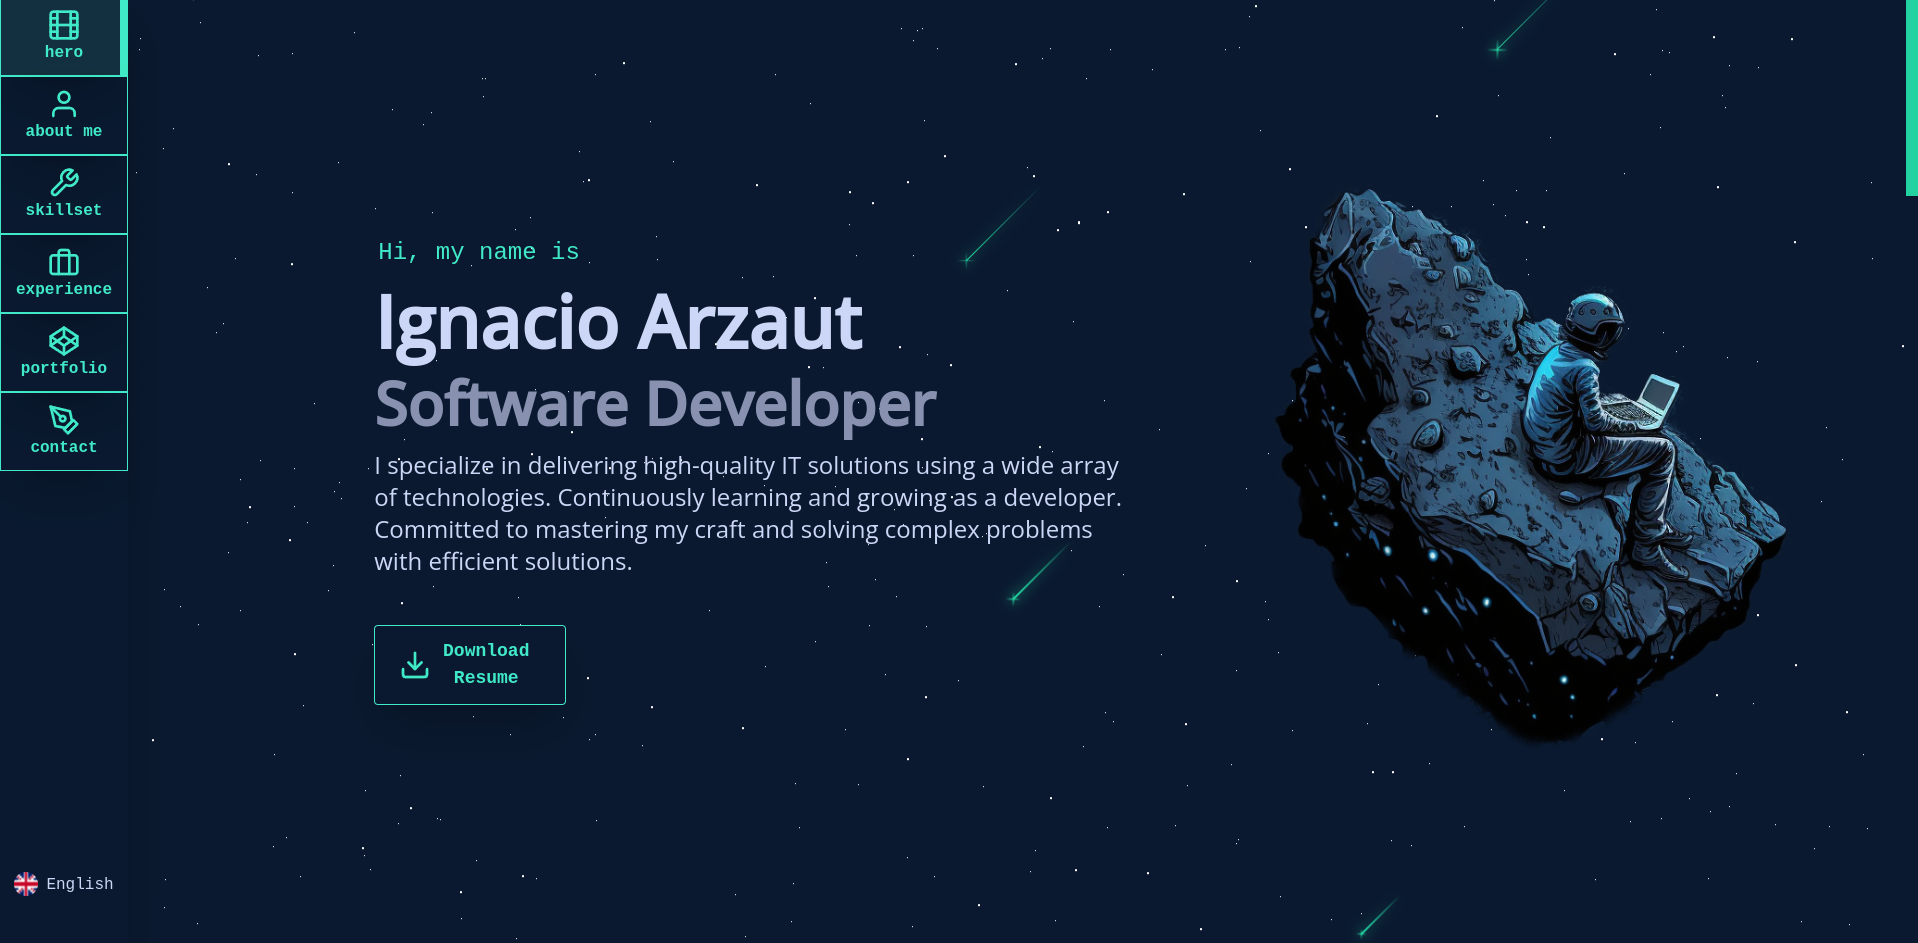 hero
about me
skillset
experience
portfolio
contact
English
Hi, my name is
Ignacio Arzaut
Software Developer
I specialize in delivering high-quality IT solutions using a wide array
of technologies. Continuously learning and growing as a developer.
Committed to mastering my craft and solving complex problems
with efficient solutions.
Download
Resume